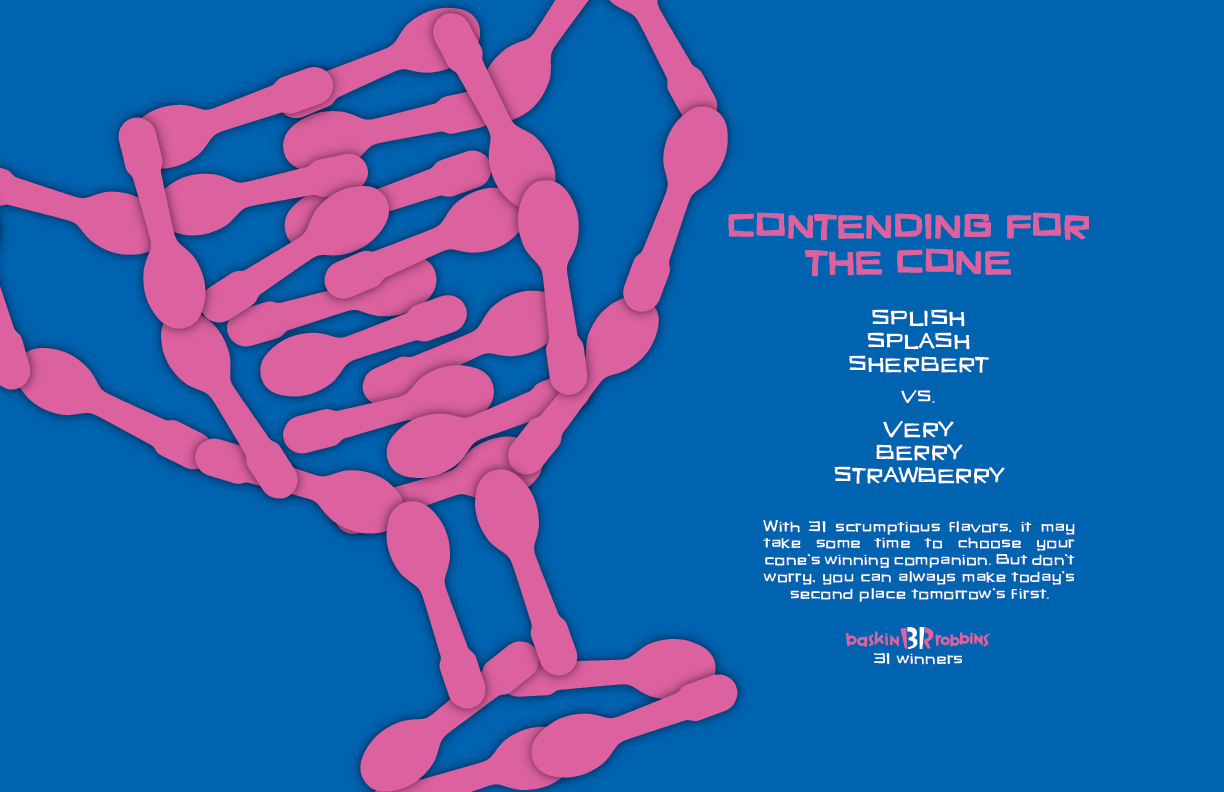 CONTENDING FOR
THE CONE
SPLISH
SPLASH
SHERBERT
VS.
VERY
BERRY
STRAWBERRY
With 31 scrumptious flavors, it may
take some time to choose your
cone's winning companion. But don't
worry, you can always make today's
second place tomorrow's first.
baskin BR robbins
31 winners